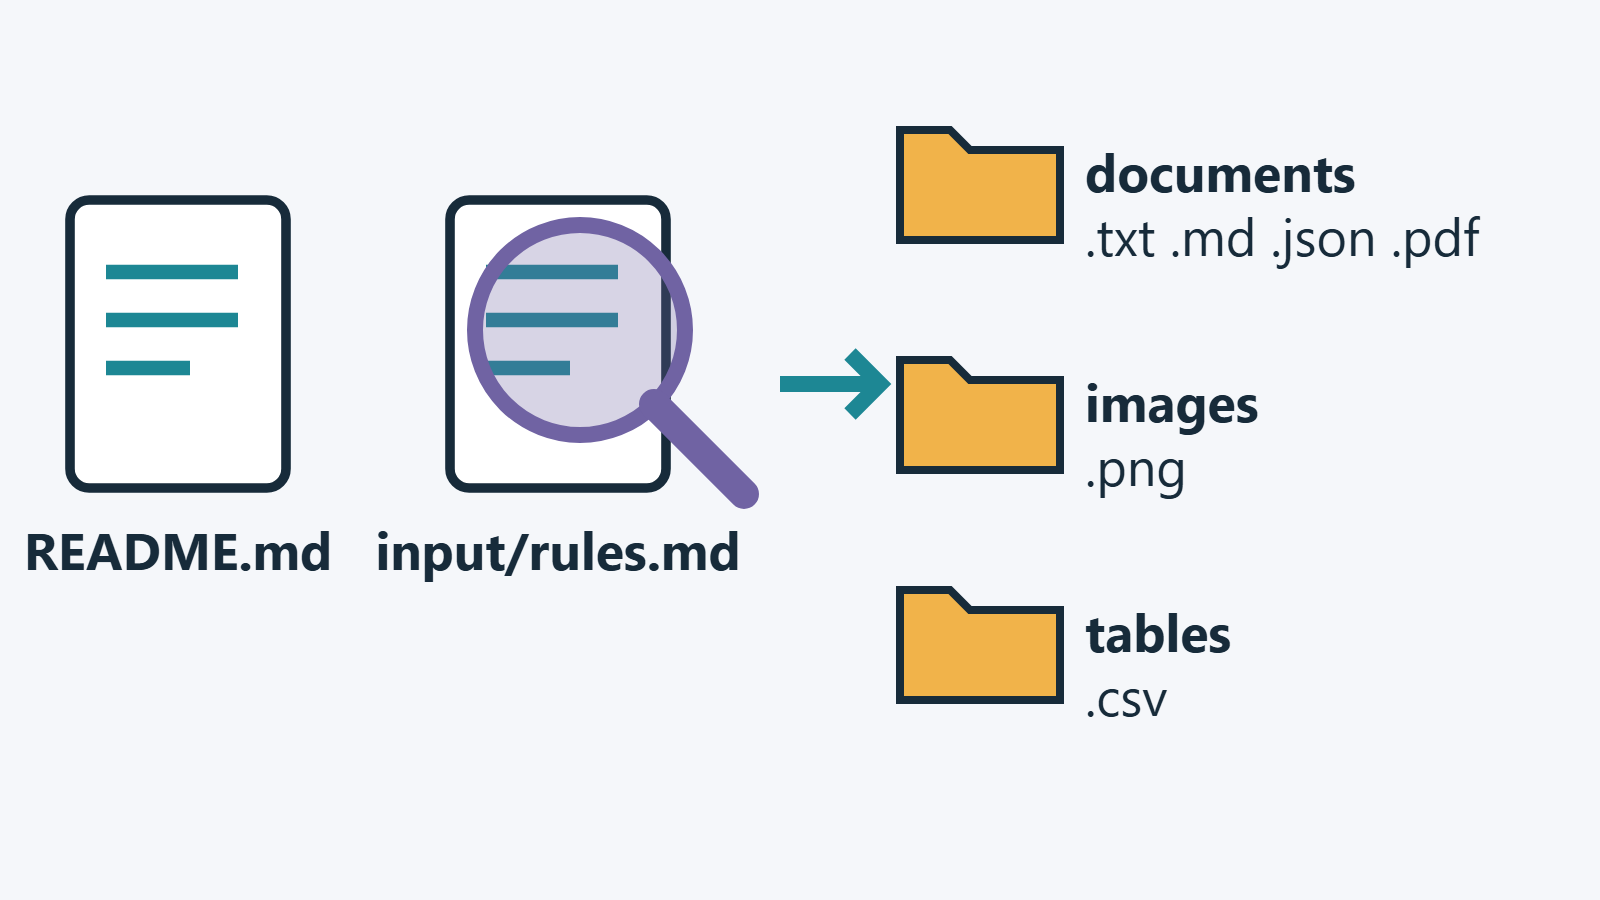 README.md
input/rules.md
documents
.txt .md .json .pdf
images
.png
tables
.csv